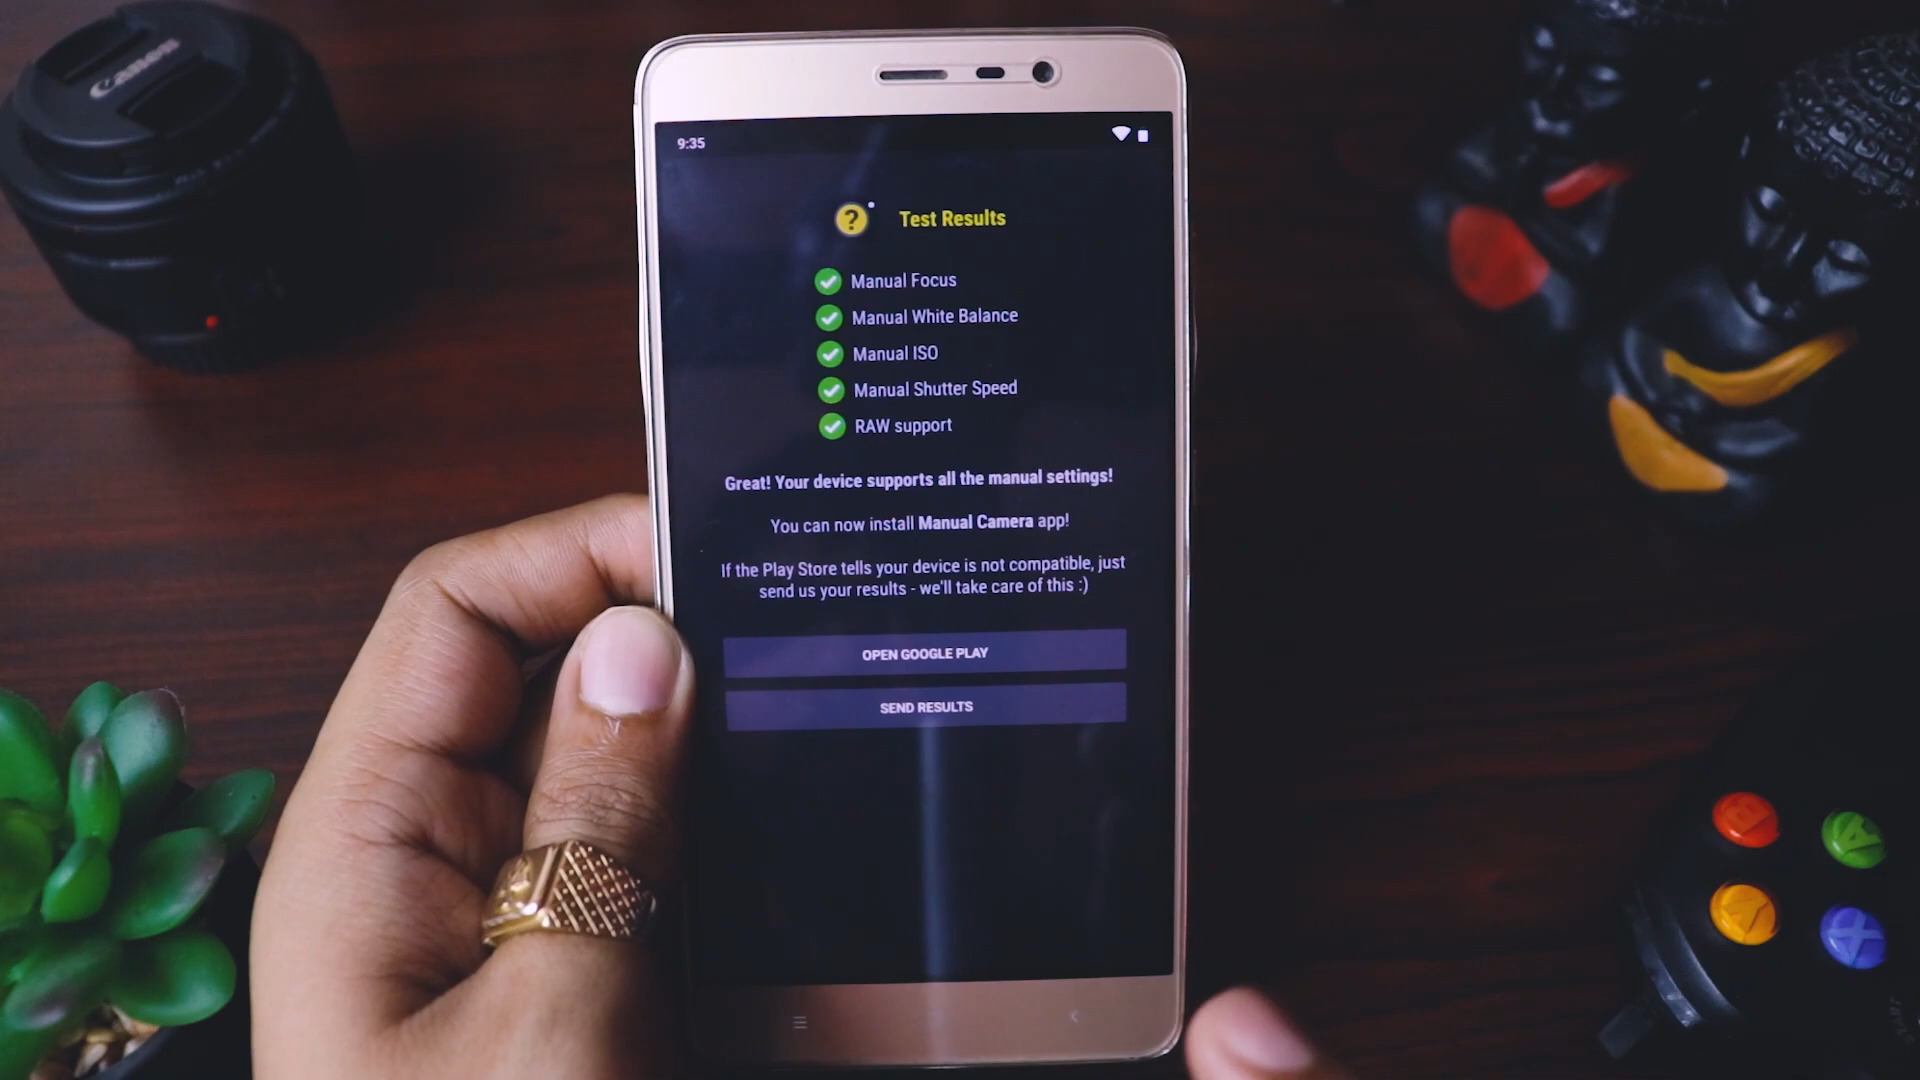 Canon
9:35
? Test Results
Manual Focus
Manual White Balance
Manual ISO
Manual Shutter Speed
RAW support
Great! Your device supports all the manual settings!
You can now install Manual Camera app!
If the Play Store tells your device is not compatible, just
send us your results - we'll take care of this :)
OPEN GOOGLE PLAY
SEND RESULTS
B
A
Y
X